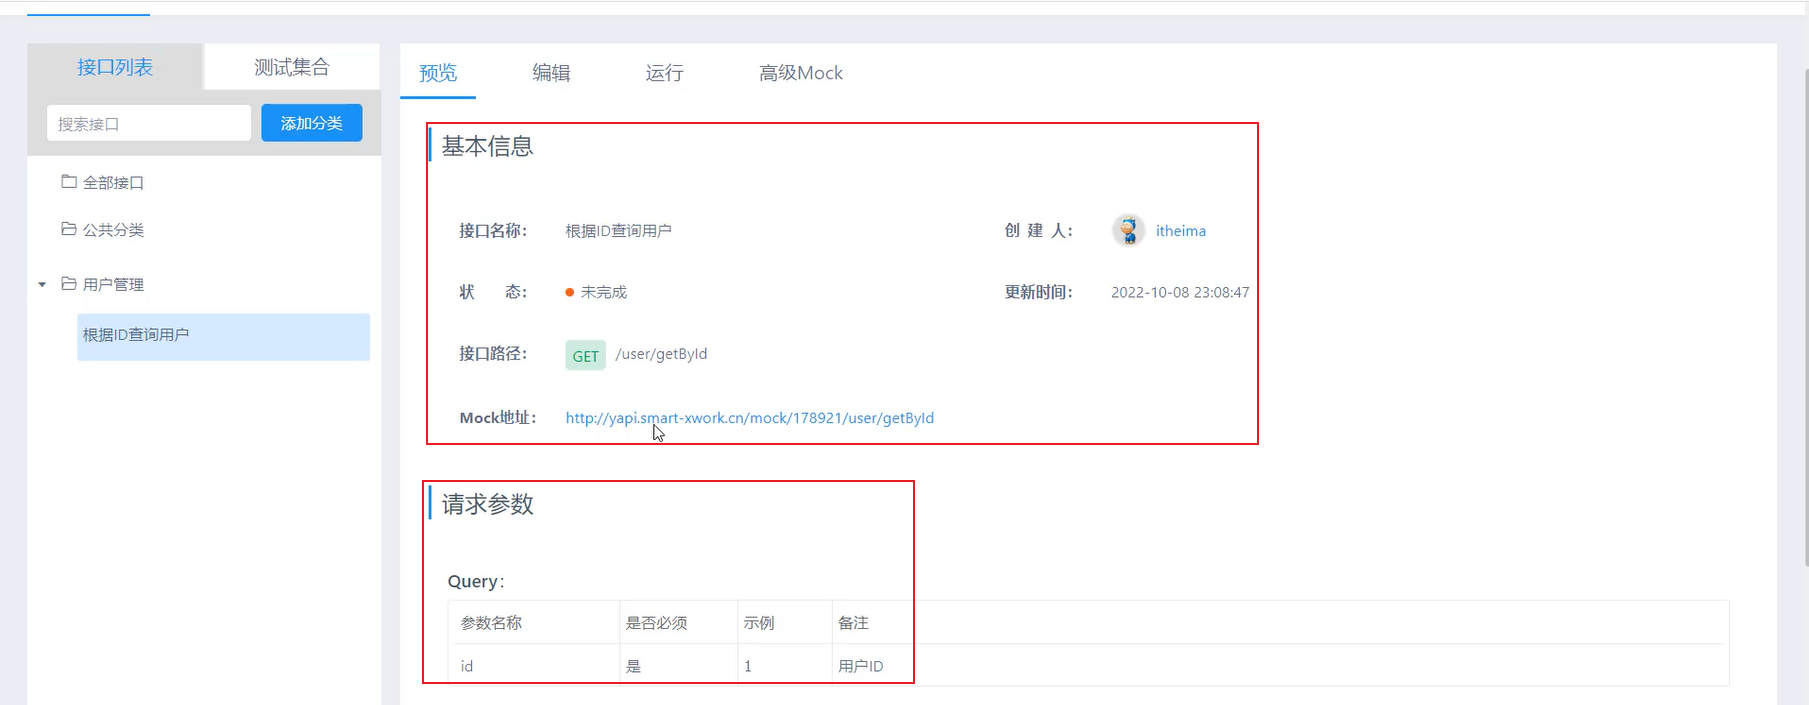 接口列表 测试集合
搜索接口 添加分类
全部接口
公共分类
用户管理
根据ID查询用户
预览 编辑 运行 高级Mock
基本信息
接口名称： 根据ID查询用户 创 建 人： itheima
状 态： 未完成 更新时间： 2022-10-08 23:08:47
接口路径： GET /user/getById
Mock地址： http://yapi.smart-xwork.cn/mock/178921/user/getById
请求参数
Query：
参数名称 是否必须 示例 备注
id 是 1 用户ID